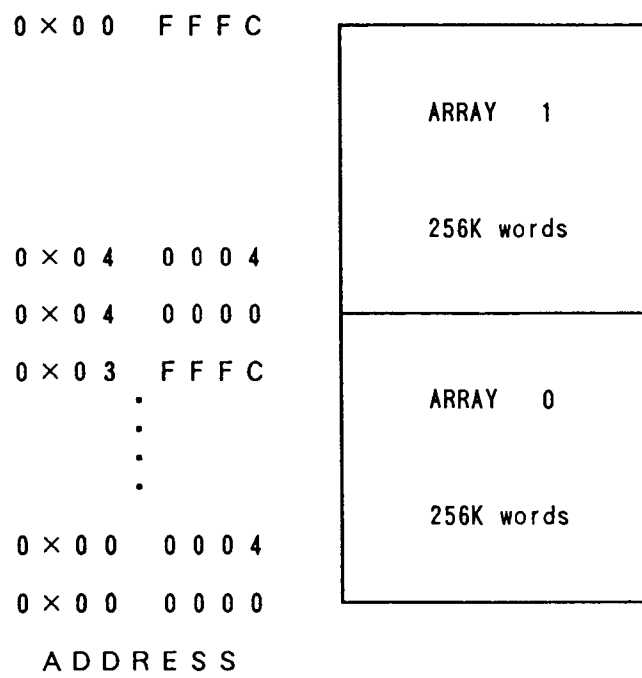 0×00 FFFC
ARRAY 1
256K words
0×04 0004
0×04 0000
0×03 FFFC
ARRAY 0
256K words
0×00 0004
0×00 0000
ADDRESS